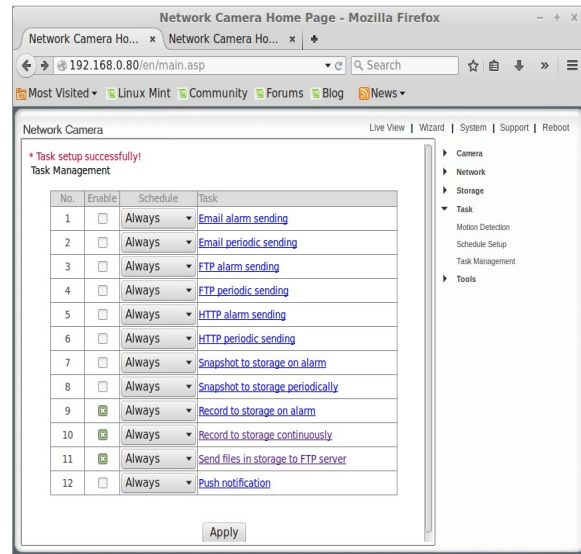 Network Camera Home Page - Mozilla Firefox
Network Camera Ho... × Network Camera Ho... × +
192.168.0.80/en/main.asp Search
Most Visited Linux Mint Community Forums Blog News
Network Camera Live View | Wizard | System | Support | Reboot
* Task setup successfully!
Task Management
No. Enable Schedule Task
1 Always Email alarm sending
2 Always Email periodic sending
3 Always FTP alarm sending
4 Always FTP periodic sending
5 Always HTTP alarm sending
6 Always HTTP periodic sending
7 Always Snapshot to storage on alarm
8 Always Snapshot to storage periodically
9 Always Record to storage on alarm
10 Always Record to storage continuously
11 Always Send files in storage to FTP server
12 Always Push notification
Apply
Camera
Network
Storage
Task
Motion Detection
Schedule Setup
Task Management
Tools